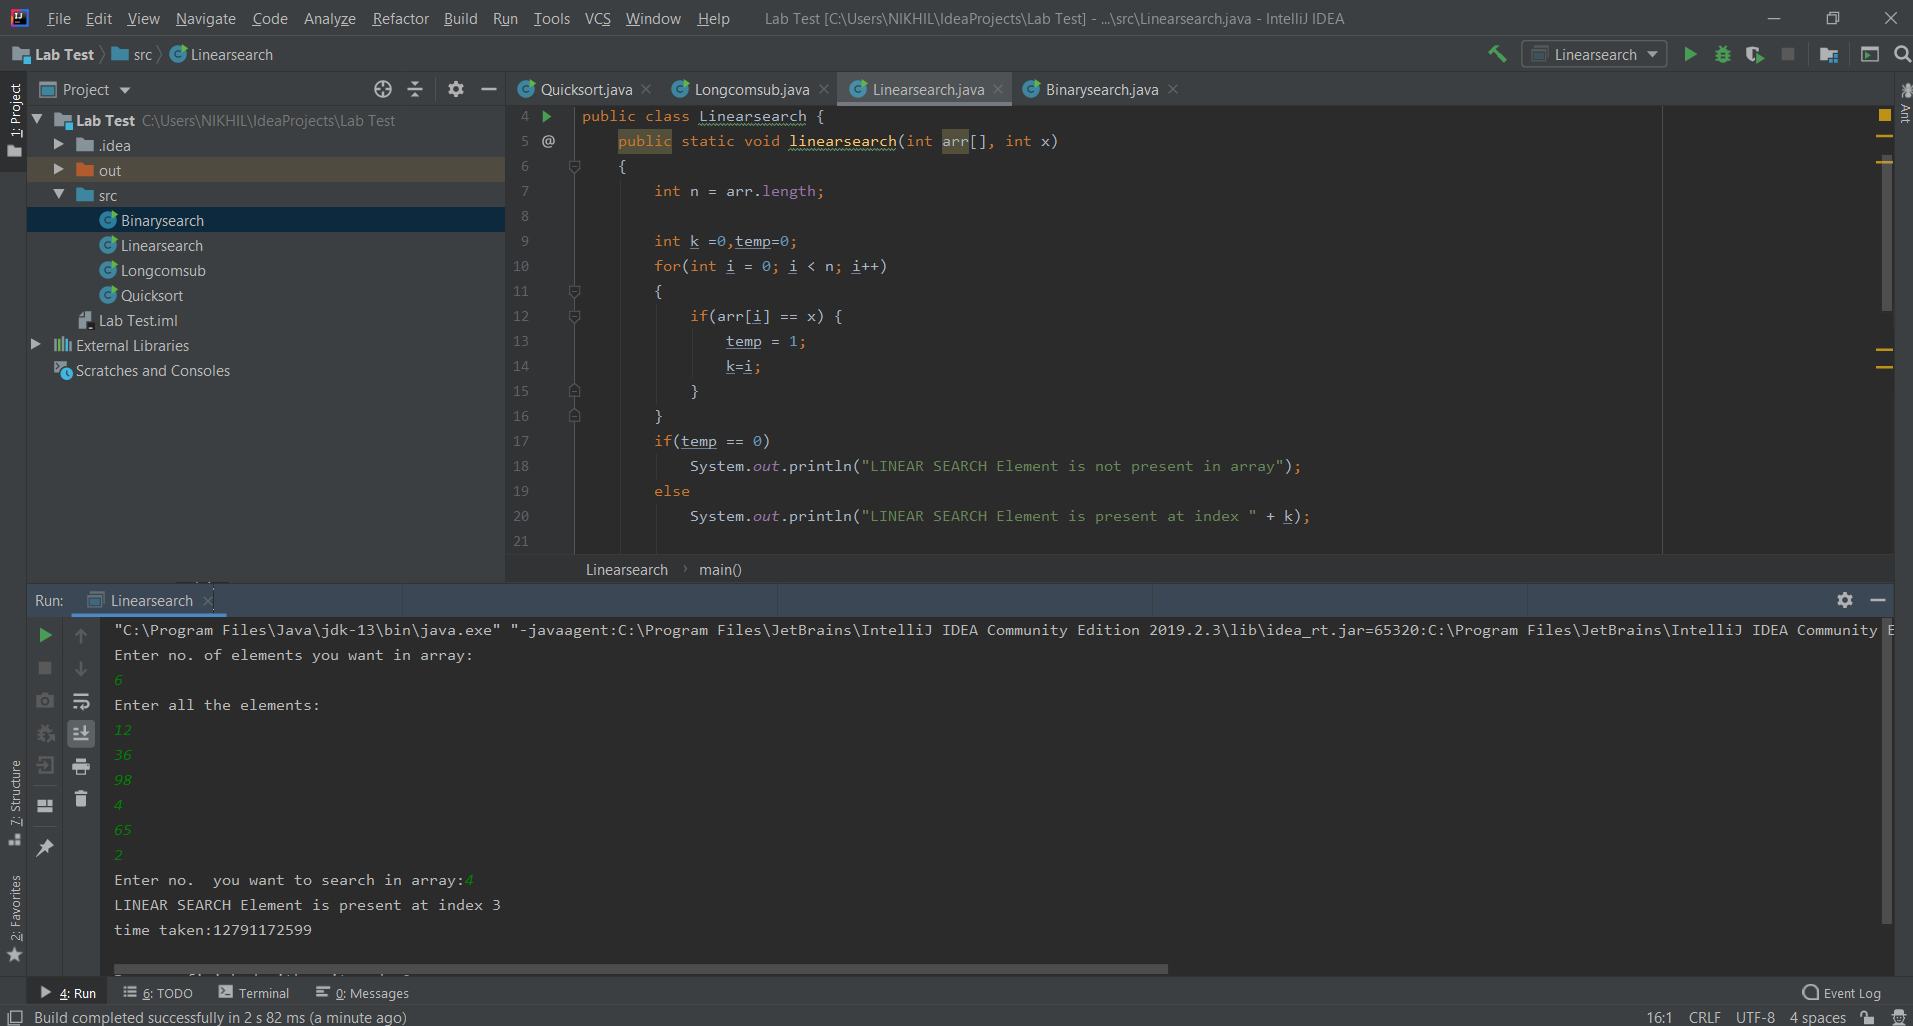 File Edit View Navigate Code Analyze Refactor Build Run Tools VCS Window Help Lab Test [C:\Users\NIKHIL\IdeaProjects\Lab Test] - ...\src\Linearsearch.java - IntelliJ IDEA
Lab Test src Linearsearch Linearsearch
1: Project
Project
Quicksort.java Longcomsub.java Linearsearch.java Binarysearch.java
Ant
Lab Test C:\Users\NIKHIL\IdeaProjects\Lab Test
.idea
out
src
Binarysearch
Linearsearch
Longcomsub
Quicksort
Lab Test.iml
External Libraries
Scratches and Consoles
4 public class Linearsearch {
5 @ public static void linearsearch(int arr[], int x)
6 {
7 int n = arr.length;
8
9 int k =0,temp=0;
10 for(int i = 0; i < n; i++)
11 {
12 if(arr[i] == x) {
13 temp = 1;
14 k=i;
15 }
16 }
17 if(temp == 0)
18 System.out.println("LINEAR SEARCH Element is not present in array");
19 else
20 System.out.println("LINEAR SEARCH Element is present at index " + k);
21
Linearsearch main()
Run: Linearsearch
"C:\Program Files\Java\jdk-13\bin\java.exe" "-javaagent:C:\Program Files\JetBrains\IntelliJ IDEA Community Edition 2019.2.3\lib\idea_rt.jar=65320:C:\Program Files\JetBrains\IntelliJ IDEA Community E
Enter no. of elements you want in array:
6
Enter all the elements:
12
36
98
4
65
2
Enter no.  you want to search in array:4
LINEAR SEARCH Element is present at index 3
time taken:12791172599
7: Structure
2: Favorites
4: Run 6: TODO Terminal 0: Messages Event Log
Build completed successfully in 2 s 82 ms (a minute ago) 16:1 CRLF UTF-8 4 spaces